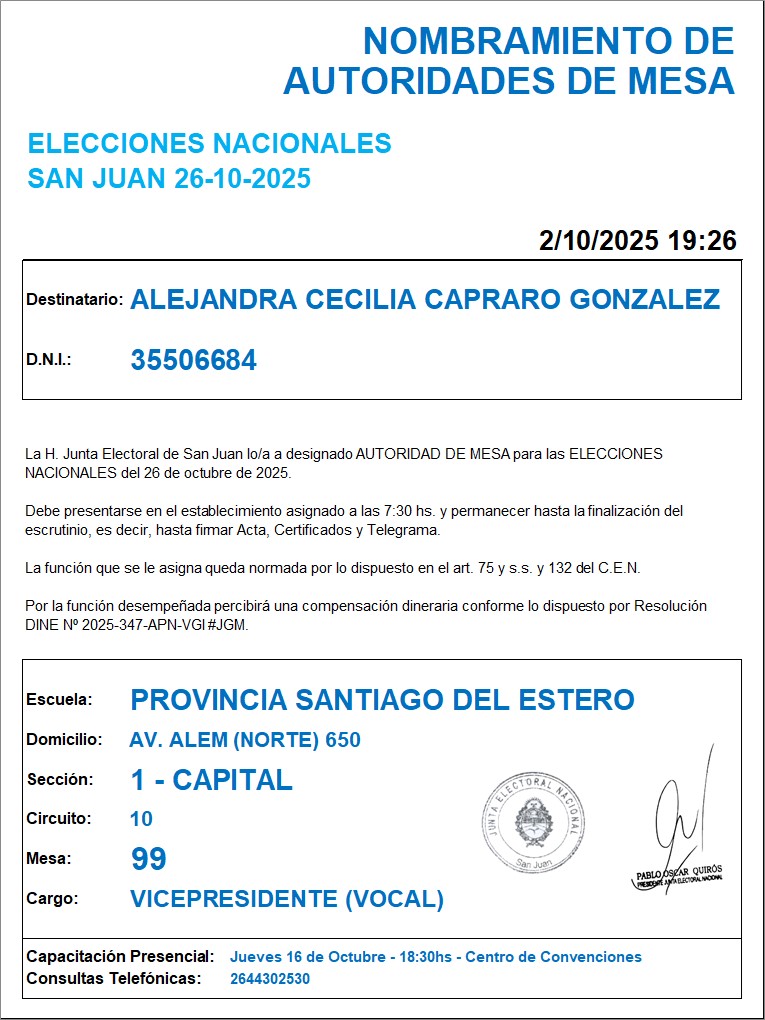 NOMBRAMIENTO DE
AUTORIDADES DE MESA
ELECCIONES NACIONALES
SAN JUAN 26-10-2025
2/10/2025 19:26
Destinatario: ALEJANDRA CECILIA CAPRARO GONZALEZ
D.N.I.: 35506684
La H. Junta Electoral de San Juan lo/a a designado AUTORIDAD DE MESA para las ELECCIONES
NACIONALES del 26 de octubre de 2025.
Debe presentarse en el establecimiento asignado a las 7:30 hs. y permanecer hasta la finalización del
escrutinio, es decir, hasta firmar Acta, Certificados y Telegrama.
La función que se le asigna queda normada por lo dispuesto en el art. 75 y s.s. y 132 del C.E.N.
Por la función desempeñada percibirá una compensación dineraria conforme lo dispuesto por Resolución
DINE Nº 2025-347-APN-VGI#JGM.
Escuela: PROVINCIA SANTIAGO DEL ESTERO
Domicilio: AV. ALEM (NORTE) 650
Sección: 1 - CAPITAL
Circuito: 10
Mesa: 99
Cargo: VICEPRESIDENTE (VOCAL)
JUNTA ELECTORAL NACIONAL
San Juan
PABLO OSCAR QUIRÓS
PRESIDENTE JUNTA ELECTORAL NACIONAL
Capacitación Presencial: Jueves 16 de Octubre - 18:30hs - Centro de Convenciones
Consultas Telefónicas: 2644302530